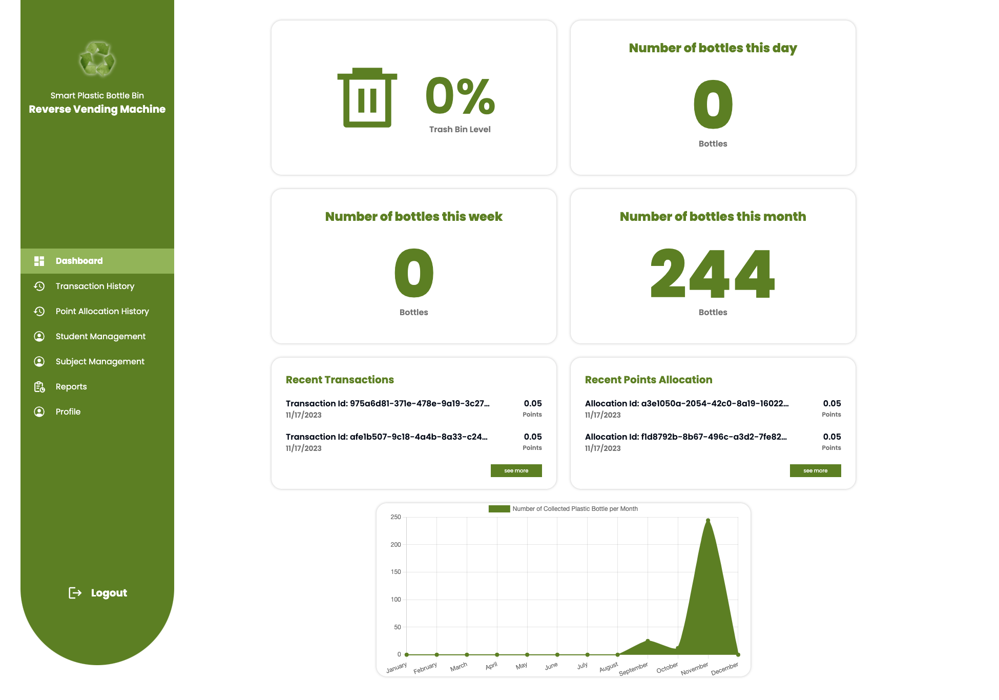 Smart Plastic Bottle Bin
Reverse Vending Machine
Dashboard
Transaction History
Point Allocation History
Student Management
Subject Management
Reports
Profile
Logout
0%
Trash Bin Level
Number of bottles this day
0
Bottles
Number of bottles this week
0
Bottles
Number of bottles this month
244
Bottles
Recent Transactions
Transaction Id: 975a6d81-371e-478e-9a19-3c27... 0.05
11/17/2023 Points
Transaction Id: afe1b507-9c18-4a4b-8a33-c24... 0.05
11/17/2023 Points
see more
Recent Points Allocation
Allocation Id: a3e1050a-2054-42c0-8a19-16022... 0.05
11/17/2023 Points
Allocation Id: f1d8792b-8b67-496c-a3d2-7fe82... 0.05
11/17/2023 Points
see more
Number of Collected Plastic Bottle per Month
250
200
150
100
50
0
January February March April May June July August September October November December